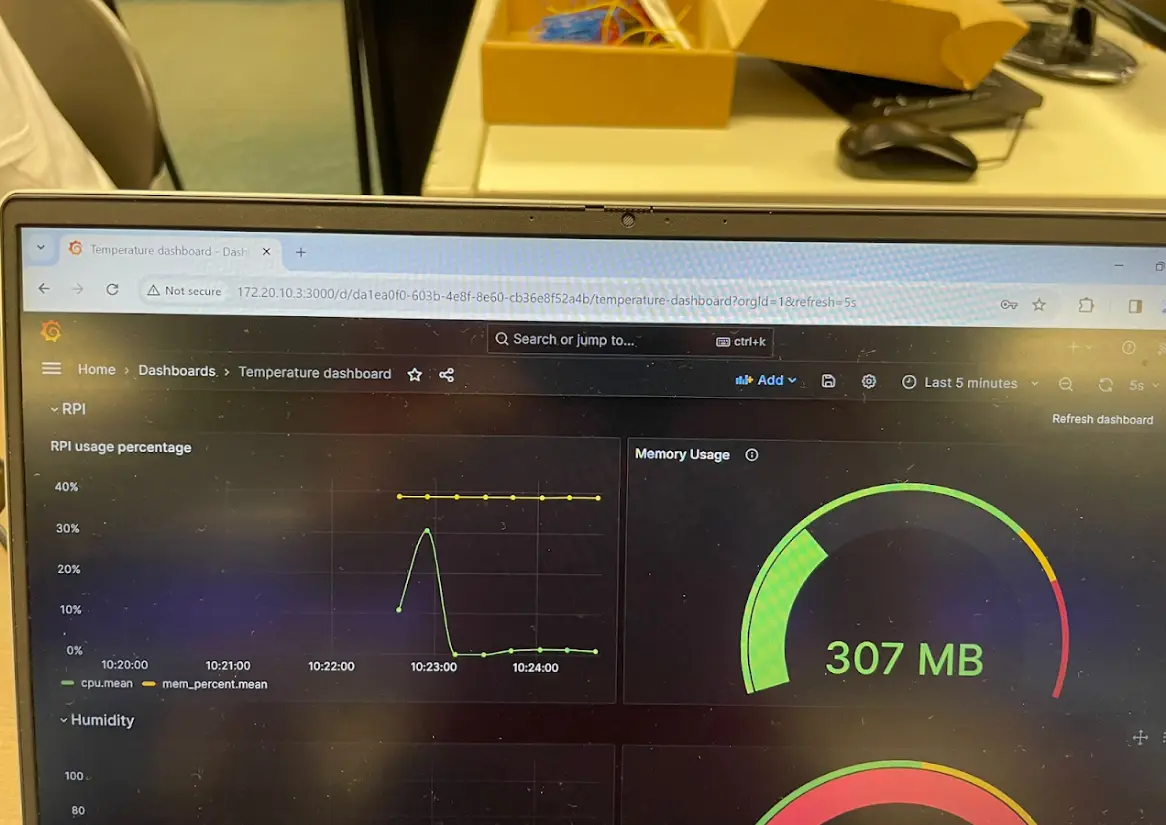 Temperature dashboard - Dash
Not secure 172.20.10.3:3000/d/da1ea0f0-603b-4e8f-8e60-cb36e8f52a4b/temperature-dashboard?orgId=1&refresh=5s
Search or jump to... ctrl+k
Home › Dashboards › Temperature dashboard Add Last 5 minutes 5s
RPI
Refresh dashboard
RPI usage percentage
40%
30%
20%
10%
0%
10:20:00 10:21:00 10:22:00 10:23:00 10:24:00
cpu.mean mem_percent.mean
Memory Usage
307 MB
Humidity
100
80